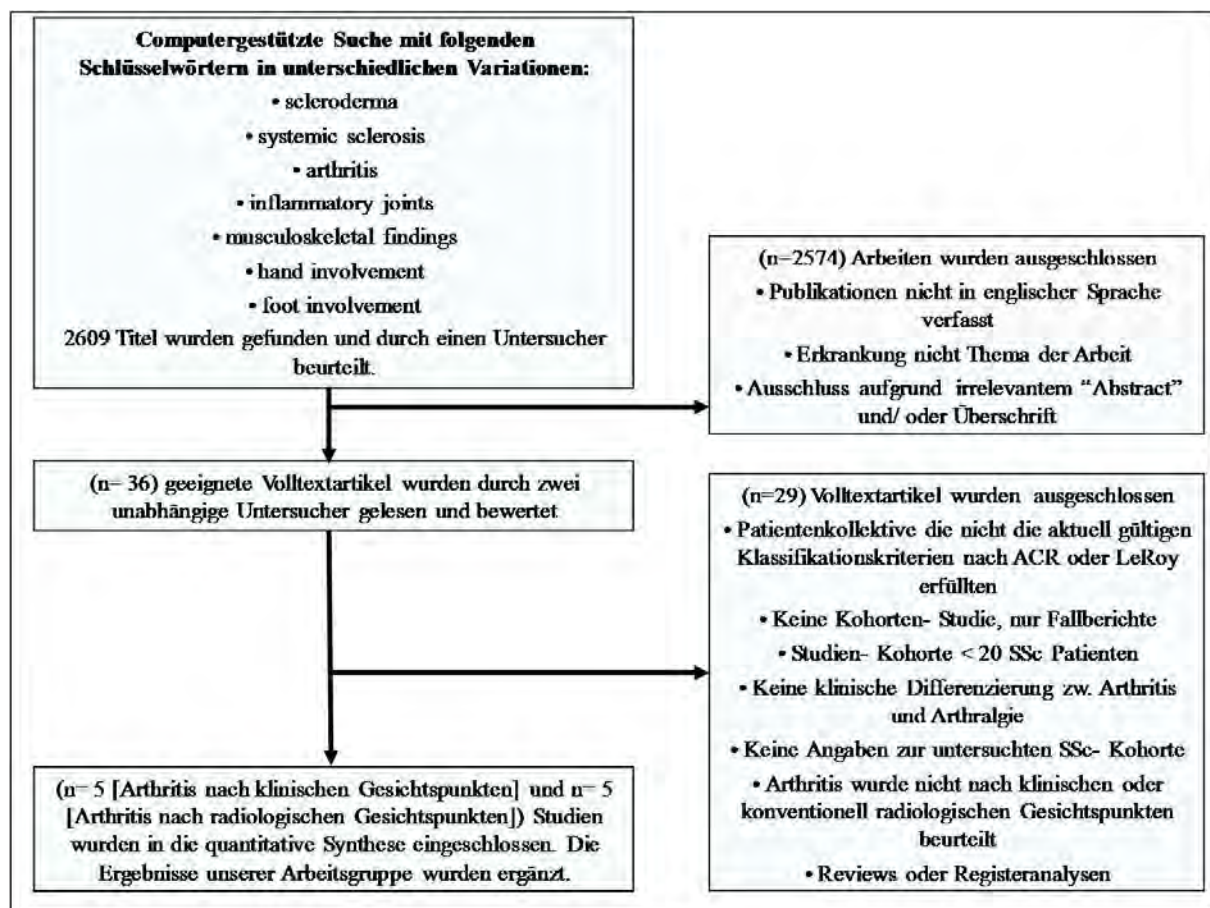 Computergestützte Suche mit folgenden
Schlüsselwörtern in unterschiedlichen Variationen:
• scleroderma
• systemic sclerosis
• arthritis
• inflammatory joints
• musculoskeletal findings
• hand involvement
• foot involvement
2609 Titel wurden gefunden und durch einen Untersucher
beurteilt.
(n=2574) Arbeiten wurden ausgeschlossen
• Publikationen nicht in englischer Sprache
verfasst
• Erkrankung nicht Thema der Arbeit
• Ausschluss aufgrund irrelevantem “Abstract”
und/ oder Überschrift
(n= 36) geeignete Volltextartikel wurden durch zwei
unabhängige Untersucher gelesen und bewertet
(n=29) Volltextartikel wurden ausgeschlossen
• Patientenkollektive die nicht die aktuell gültigen
Klassifikationskriterien nach ACR oder LeRoy
erfüllten
• Keine Kohorten- Studie, nur Fallberichte
• Studien- Kohorte < 20 SSc Patienten
• Keine klinische Differenzierung zw. Arthritis
und Arthralgie
• Keine Angaben zur untersuchten SSc- Kohorte
• Arthritis wurde nicht nach klinischen oder
konventionell radiologischen Gesichtspunkten
beurteilt
• Reviews oder Registeranalysen
(n= 5 [Arthritis nach klinischen Gesichtspunkten] und n= 5
[Arthritis nach radiologischen Gesichtspunkten]) Studien
wurden in die quantitative Synthese eingeschlossen. Die
Ergebnisse unserer Arbeitsgruppe wurden ergänzt.